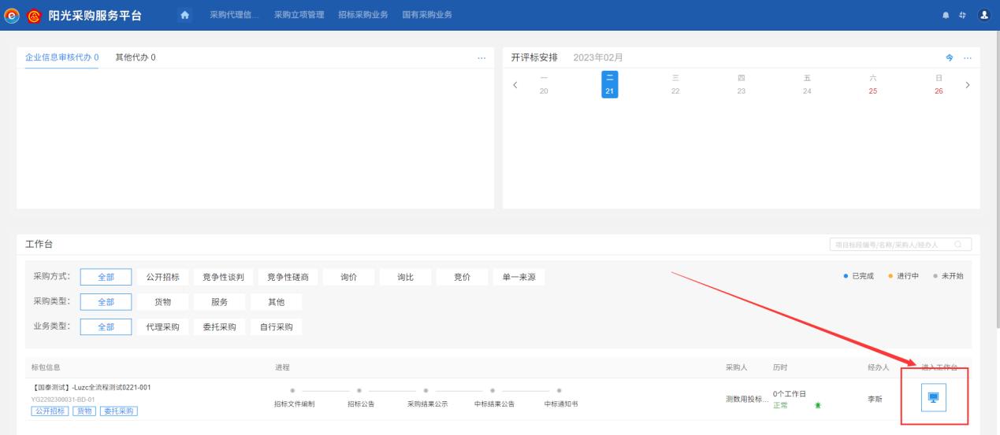 阳光采购服务平台 采购代理信... 采购立项管理 招标采购业务 国有采购业务
企业信息审核代办 0 其他代办 0 ...
开评标安排 2023年02月 今 ...
一 二 三 四 五 六 日
20 21 22 23 24 25 26
工作台 项目标段编号/名称/采购人/经办人
采购方式: 全部 公开招标 竞争性谈判 竞争性磋商 询价 询比 竞价 单一来源 已完成 进行中 未开始
采购类型: 全部 货物 服务 其他
业务类型: 全部 代理采购 委托采购 自行采购
标包信息 进程 采购人 历时 经办人 进入工作台
【国泰测试】-Luzc全流程测试0221-001
YG2202300031-BD-01
公开招标 货物 委托采购
招标文件编制 招标公告 采购结果公示 中标结果公告 中标通知书
测数用投标... 0个工作日 李斯
正常